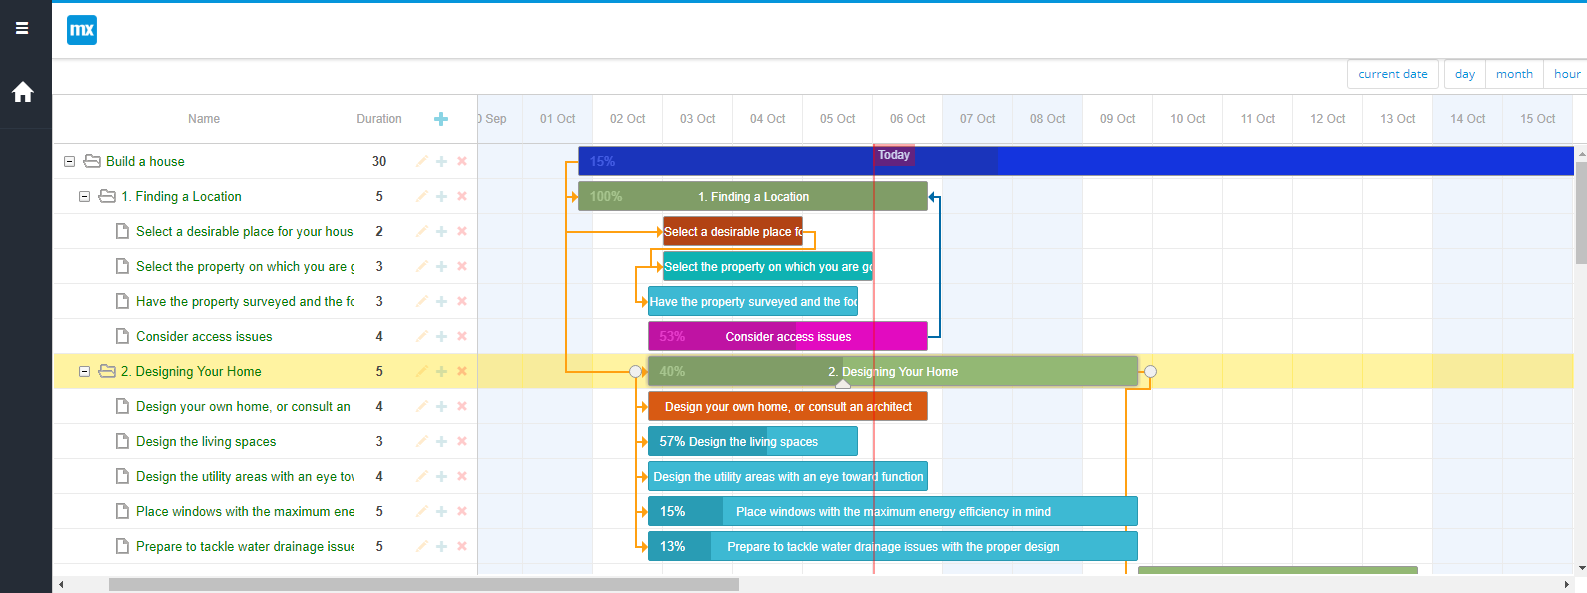 mx
current date day month hour
Name Duration 0 Sep 01 Oct 02 Oct 03 Oct 04 Oct 05 Oct 06 Oct 07 Oct 08 Oct 09 Oct 10 Oct 11 Oct 12 Oct 13 Oct 14 Oct 15 Oct
Today
Build a house 30 15%
1. Finding a Location 5 100% 1. Finding a Location
Select a desirable place for your hous 2 Select a desirable place fo
Select the property on which you are g 3 Select the property on which you are go
Have the property surveyed and the fo 3 Have the property surveyed and the foo
Consider access issues 4 53% Consider access issues
2. Designing Your Home 5 40% 2. Designing Your Home
Design your own home, or consult an 4 Design your own home, or consult an architect
Design the living spaces 3 57% Design the living spaces
Design the utility areas with an eye tow 4 Design the utility areas with an eye toward function
Place windows with the maximum ene 5 15% Place windows with the maximum energy efficiency in mind
Prepare to tackle water drainage issue 5 13% Prepare to tackle water drainage issues with the proper design